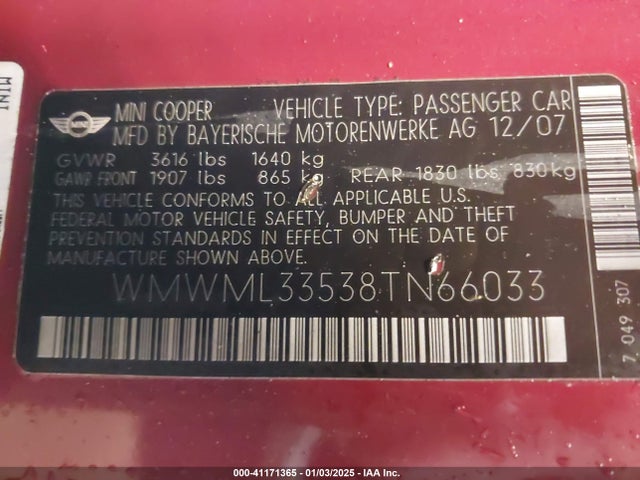 MINI
MINI COOPER VEHICLE TYPE: PASSENGER CAR
MFD BY BAYERISCHE MOTORENWERKE AG 12/07
GVWR 3616 lbs 1640 kg
GAWR FRONT 1907 lbs 865 kg REAR 1830 lbs 830kg
THIS VEHICLE CONFORMS TO ALL APPLICABLE U.S.
FEDERAL MOTOR VEHICLE SAFETY, BUMPER AND THEFT
PREVENTION STANDARDS IN EFFECT ON THE DATE OF
MANUFACTURE SHOWN ABOVE.
WMWML33538TN66033
7 049 307
MINI
000-41171365 - 01/03/2025 - IAA Inc.